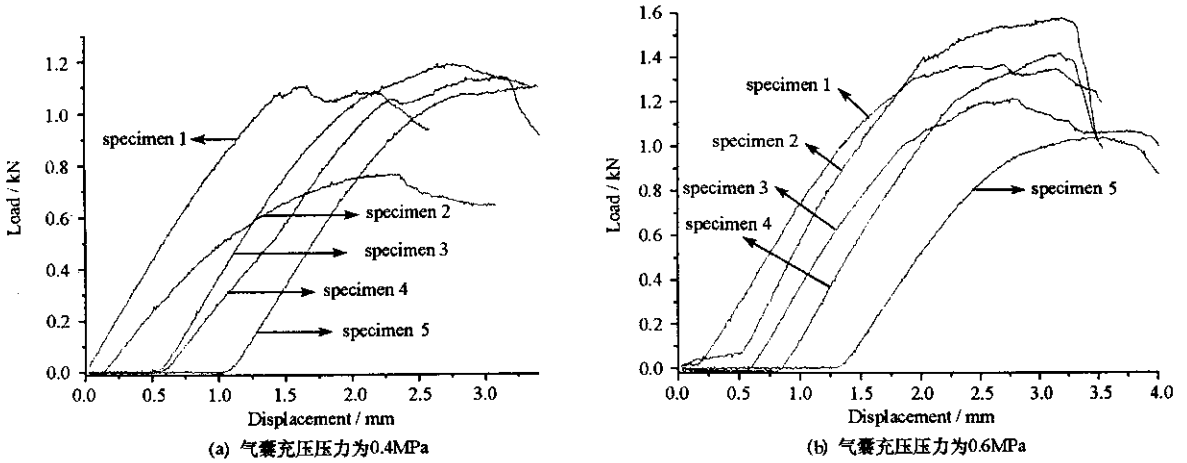 Load / kN
1.2
1.0
0.8
0.6
0.4
0.2
0.0
specimen 1
specimen 2
specimen 3
specimen 4
specimen 5
0.0 0.5 1.0 1.5 2.0 2.5 3.0
Displacement / mm
(a) 气囊充压压力为0.4MPa
Load / kN
1.6
1.4
1.2
1.0
0.8
0.6
0.4
0.2
0.0
specimen 1
specimen 2
specimen 3
specimen 4
specimen 5
0.0 0.5 1.0 1.5 2.0 2.5 3.0 3.5 4.0
Displacement / mm
(b) 气囊充压压力为0.6MPa